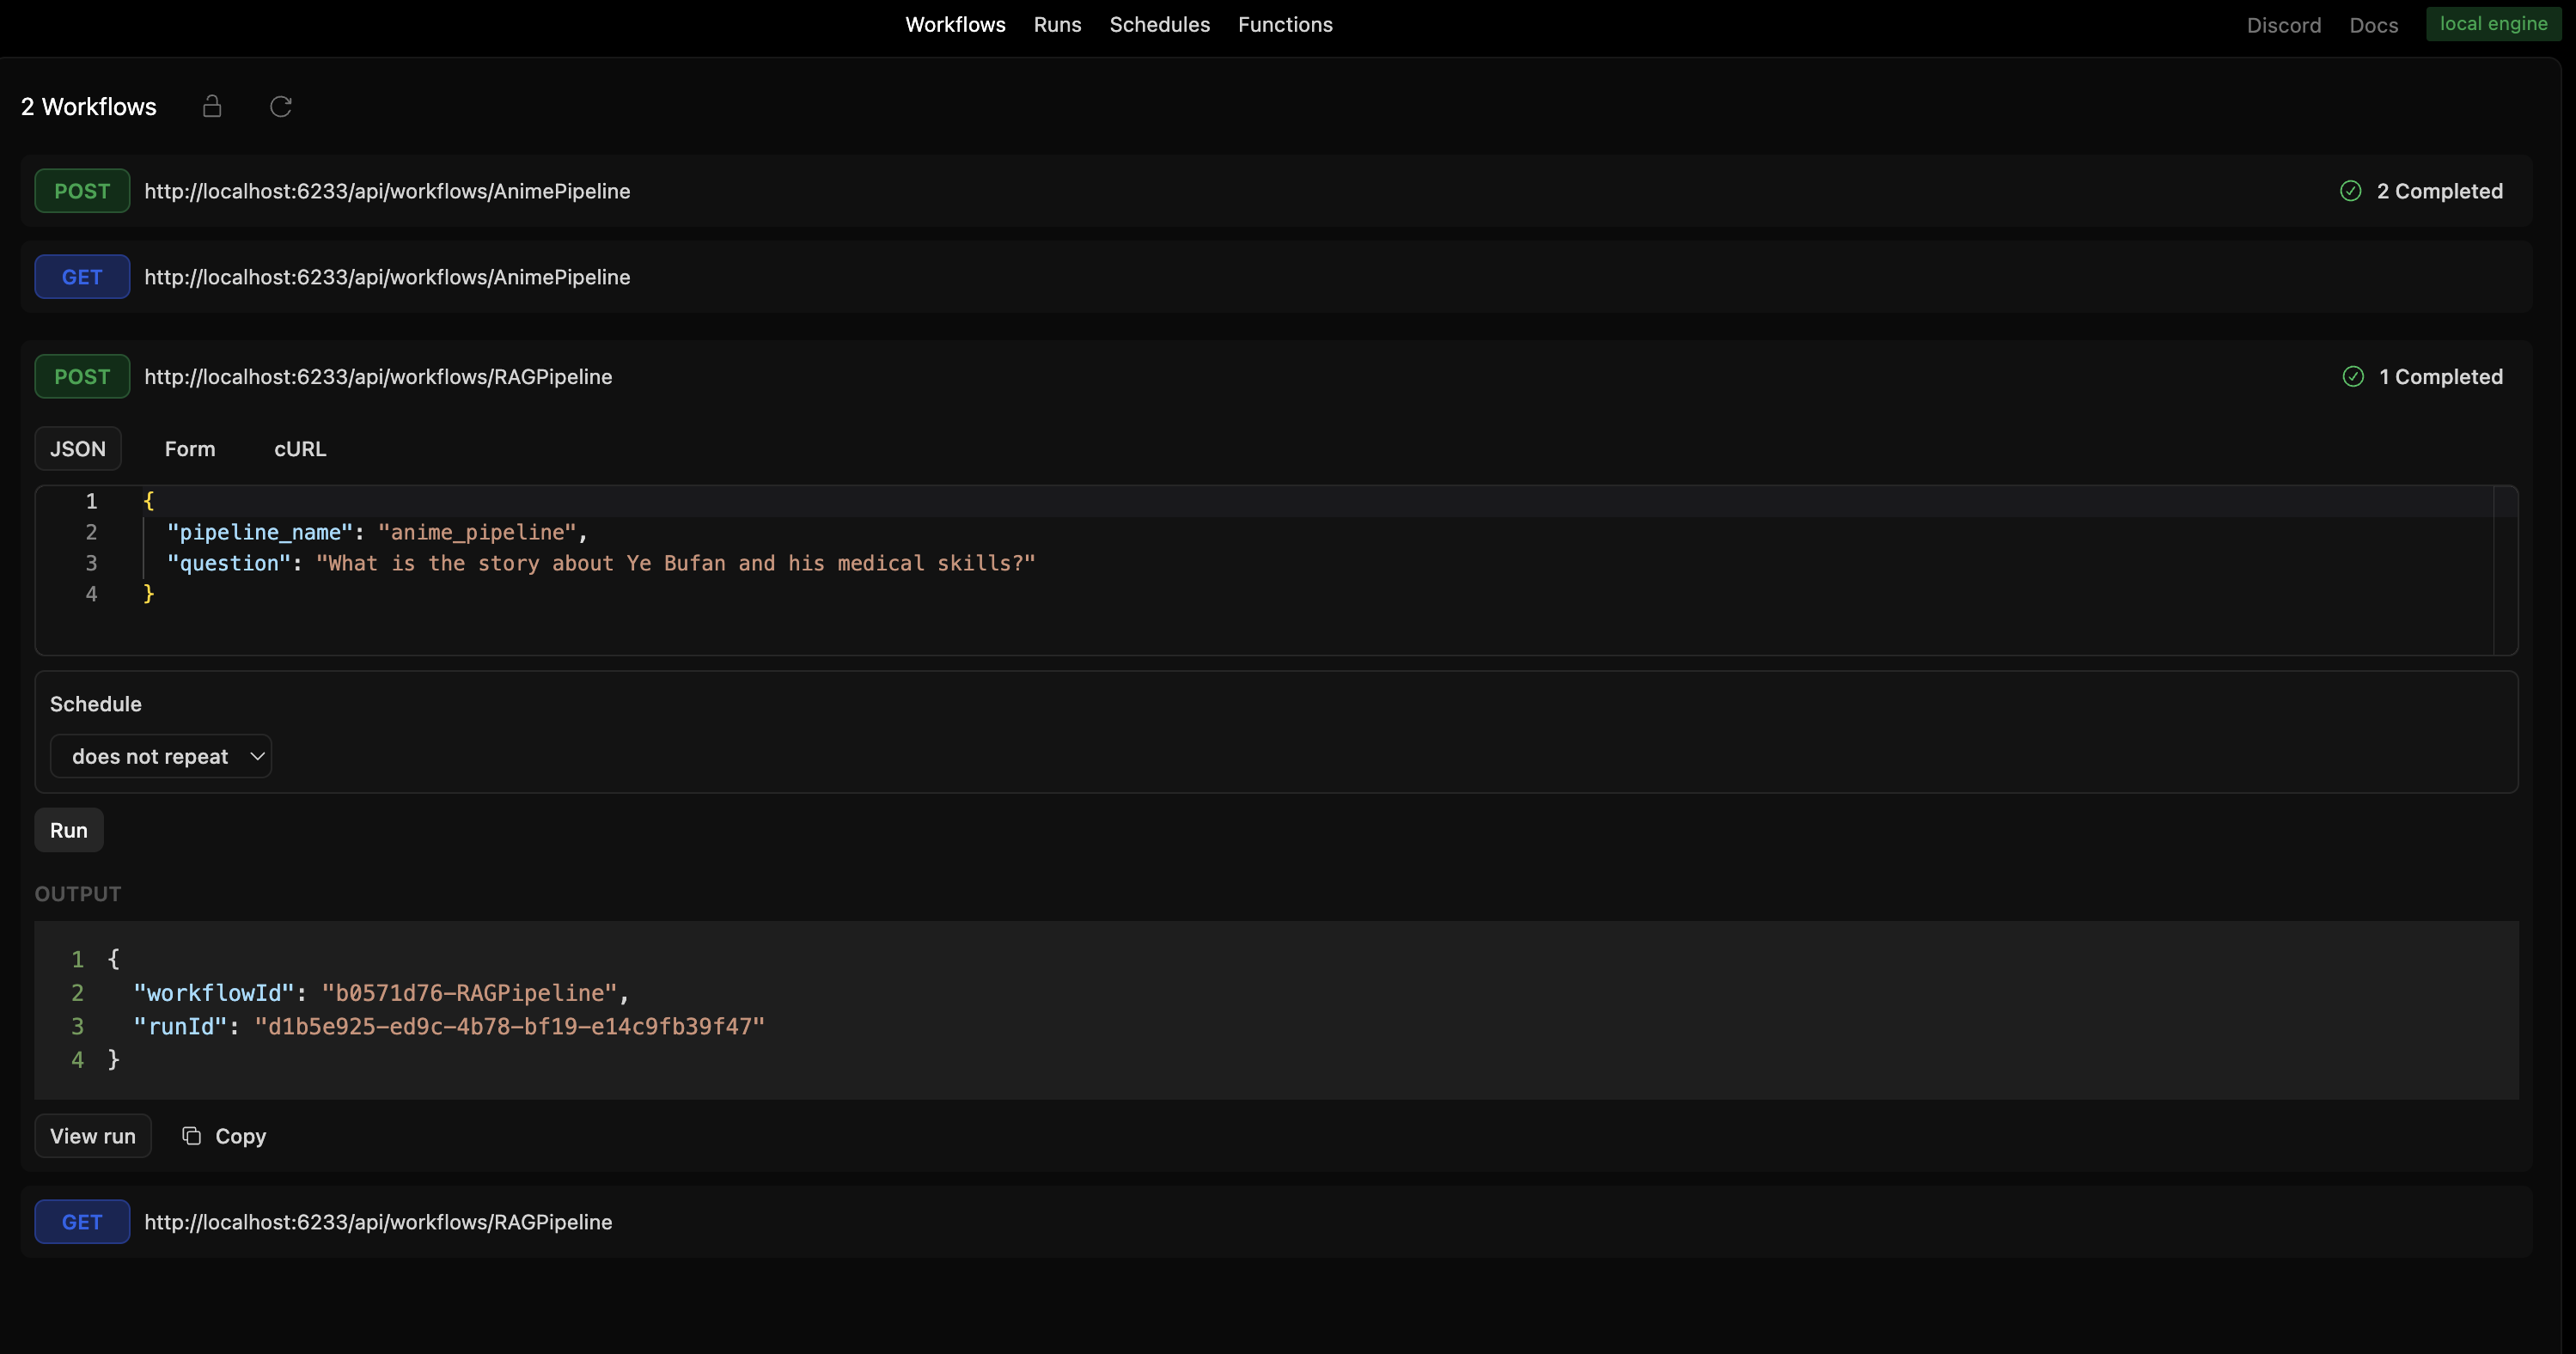 Workflows Runs Schedules Functions Discord Docs local engine
2 Workflows
POST http://localhost:6233/api/workflows/AnimePipeline 2 Completed
GET http://localhost:6233/api/workflows/AnimePipeline
POST http://localhost:6233/api/workflows/RAGPipeline 1 Completed
JSON Form cURL
1 {
2 "pipeline_name": "anime_pipeline",
3 "question": "What is the story about Ye Bufan and his medical skills?"
4 }
Schedule
does not repeat
Run
OUTPUT
1 {
2 "workflowId": "b0571d76-RAGPipeline",
3 "runId": "d1b5e925-ed9c-4b78-bf19-e14c9fb39f47"
4 }
View run Copy
GET http://localhost:6233/api/workflows/RAGPipeline